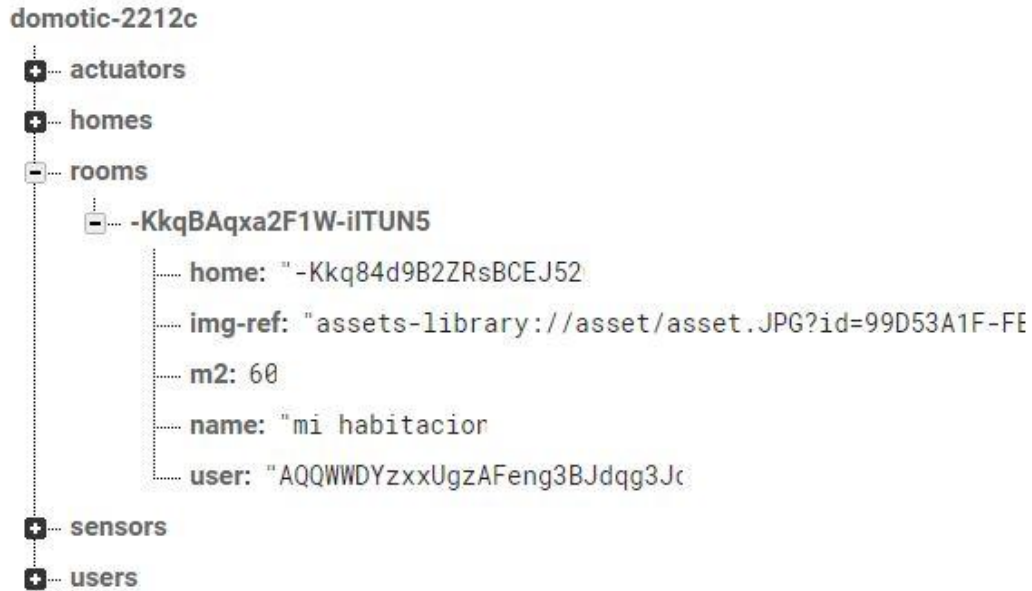 domotic-2212c
actuators
homes
rooms
-KkqBAqxa2F1W-ilTUN5
home: "-Kkq84d9B2ZRsBCEJ52
img-ref: "assets-library://asset/asset.JPG?id=99D53A1F-FE
m2: 60
name: "mi habitacion
user: "AQQWWDYzxxUgzAFeng3BJdqg3Jc
sensors
users